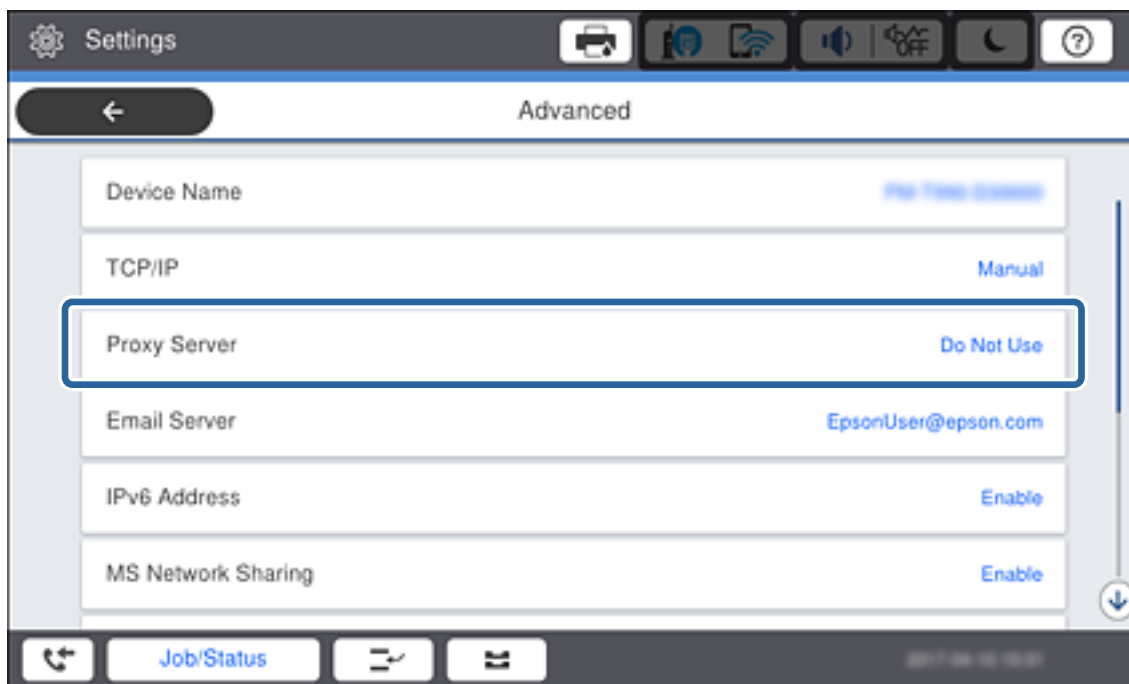 Settings
OFF
?
Advanced
Device Name
TCP/IP Manual
Proxy Server Do Not Use
Email Server EpsonUser@epson.com
IPv6 Address Enable
MS Network Sharing Enable
Job/Status